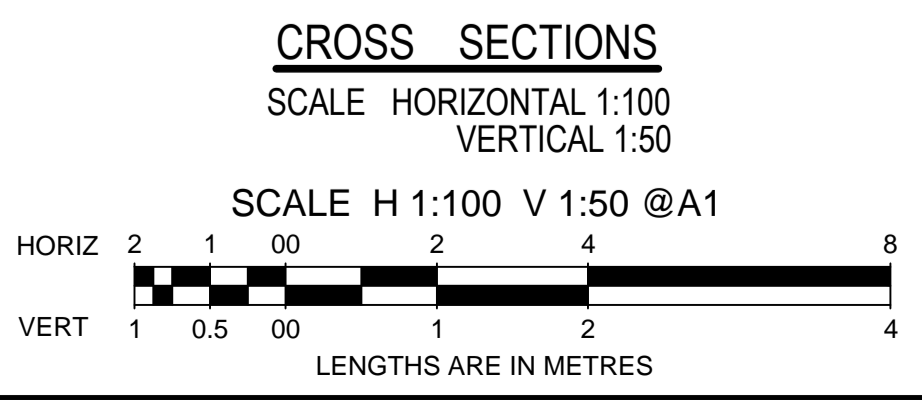 CROSS SECTIONS
SCALE HORIZONTAL 1:100
VERTICAL 1:50
SCALE H 1:100 V 1:50 @A1
HORIZ 2 1 00 2 4 8
VERT 1 0.5 00 1 2 4
LENGTHS ARE IN METRES